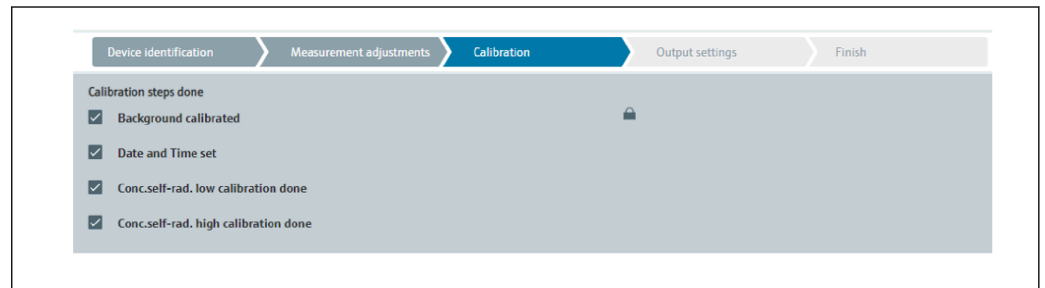 Device identification
Measurement adjustments
Calibration
Output settings
Finish
Calibration steps done
Background calibrated
Date and Time set
Conc.self-rad. low calibration done
Conc.self-rad. high calibration done